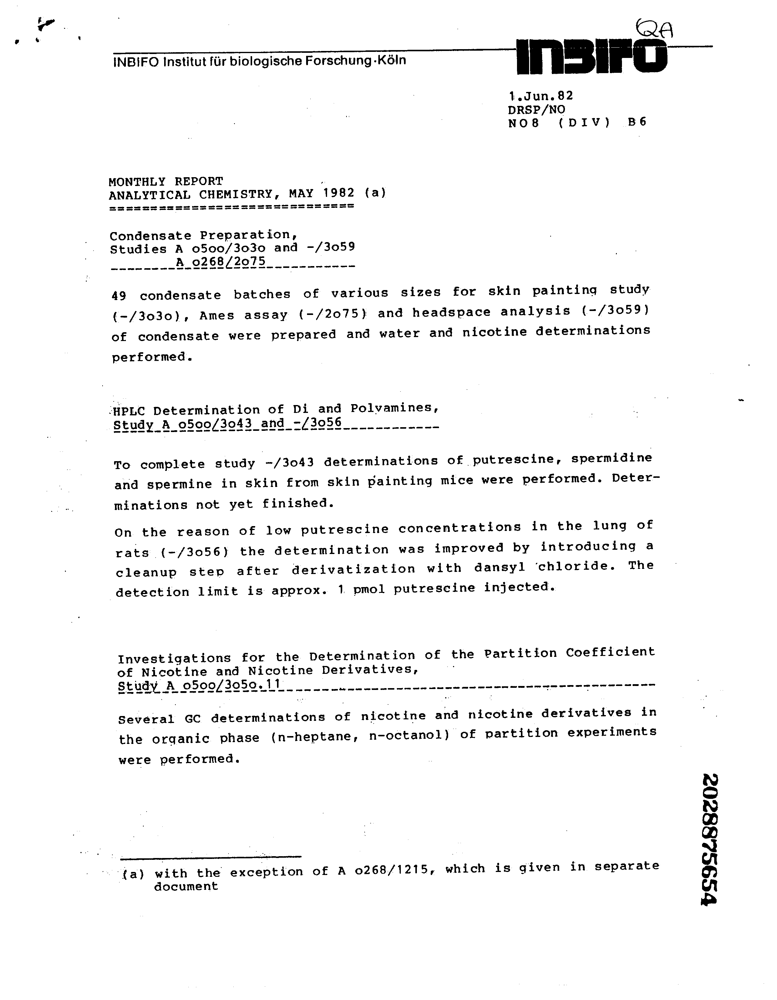 QA
INBIFO Institut für biologische Forschung·Köln
INBIFO
1.Jun.82
DRSP/NO
NO8 (DIV) B6
MONTHLY REPORT
ANALYTICAL CHEMISTRY, MAY 1982 (a)
==============================
Condensate Preparation,
Studies A o5oo/3o3o and -/3o59
A o268/2o75
49 condensate batches of various sizes for skin painting study
(-/3o3o), Ames assay (-/2o75) and headspace analysis (-/3o59)
of condensate were prepared and water and nicotine determinations
performed.
HPLC Determination of Di and Polyamines,
Study A o5oo/3o43 and -/3o56
To complete study -/3o43 determinations of putrescine, spermidine
and spermine in skin from skin painting mice were performed. Deter-
minations not yet finished.
On the reason of low putrescine concentrations in the lung of
rats (-/3o56) the determination was improved by introducing a
cleanup step after derivatization with dansyl chloride. The
detection limit is approx. 1 pmol putrescine injected.
Investigations for the Determination of the Partition Coefficient
of Nicotine and Nicotine Derivatives,
Study A o5oo/3o5o.11
Several GC determinations of nicotine and nicotine derivatives in
the organic phase (n-heptane, n-octanol) of partition experiments
were performed.
(a) with the exception of A o268/1215, which is given in separate
document
2028875654